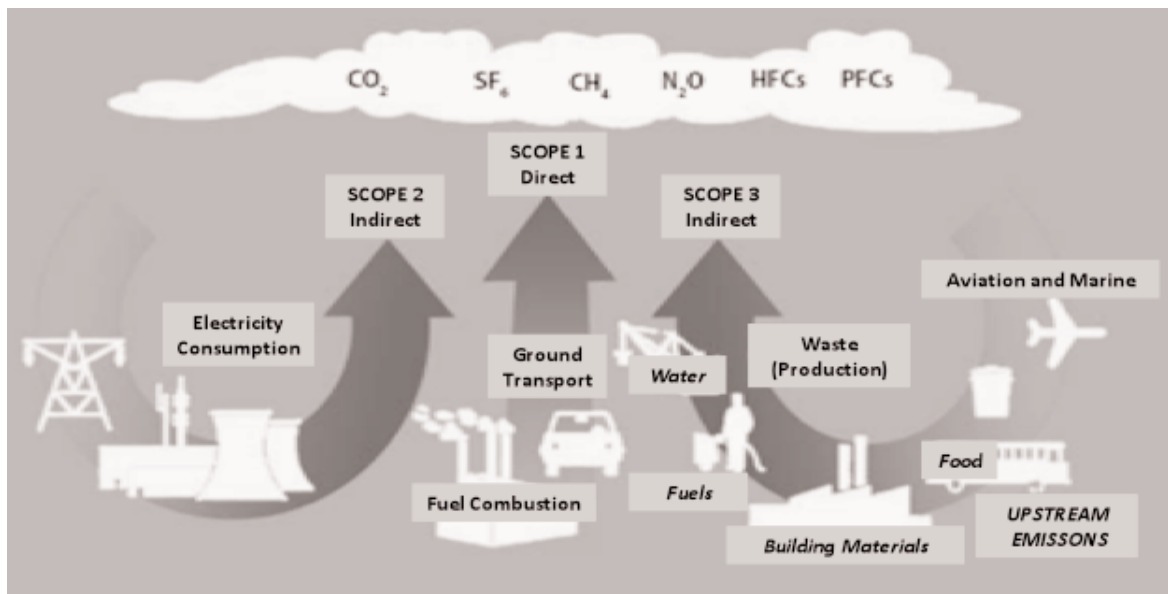 CO₂ SF₆ CH₄ N₂O HFCs PFCs
SCOPE 1
Direct
SCOPE 2
Indirect
SCOPE 3
Indirect
Aviation and Marine
Electricity
Consumption
Ground
Transport
Water
Waste
(Production)
Fuel Combustion
Fuels
Food
Building Materials
UPSTREAM
EMISSONS